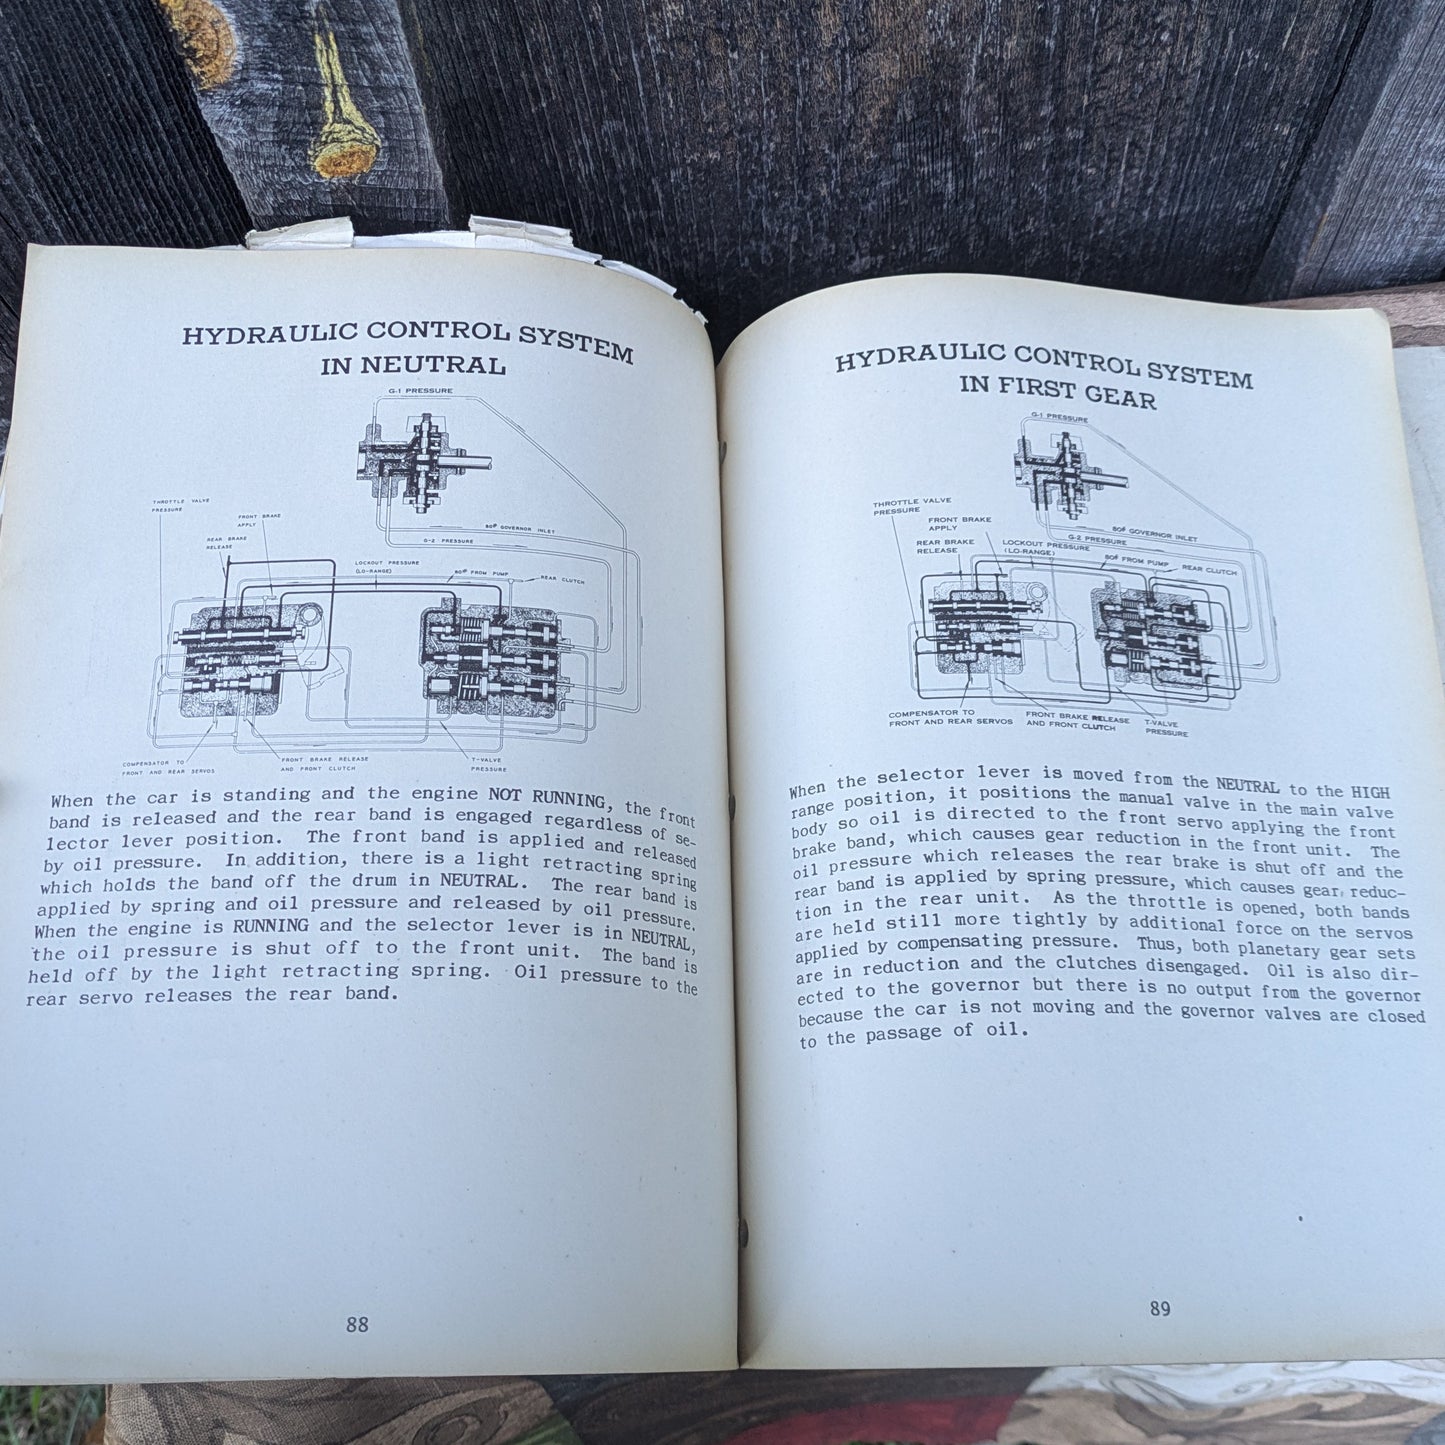 HYDRAULIC CONTROL SYSTEM
IN NEUTRAL
G-1 PRESSURE
THROTTLE VALVE
PRESSURE
FRONT BRAKE
APPLY
REAR BRAKE
RELEASE
80# GOVERNOR INLET
G-2 PRESSURE
LOCKOUT PRESSURE
(LO-RANGE)
80# FROM PUMP
REAR CLUTCH
COMPENSATOR TO
FRONT AND REAR SERVOS
FRONT BRAKE RELEASE
AND FRONT CLUTCH
T-VALVE
PRESSURE
When the car is standing and the engine NOT RUNNING, the front
band is released and the rear band is engaged regardless of se-
lector lever position. The front band is applied and released
by oil pressure. In addition, there is a light retracting spring
which holds the band off the drum in NEUTRAL. The rear band is
applied by spring and oil pressure and released by oil pressure.
When the engine is RUNNING and the selector lever is in NEUTRAL,
the oil pressure is shut off to the front unit. The band is
held off by the light retracting spring. Oil pressure to the
rear servo releases the rear band.
88
HYDRAULIC CONTROL SYSTEM
IN FIRST GEAR
G-1 PRESSURE
THROTTLE VALVE
PRESSURE
FRONT BRAKE
APPLY
REAR BRAKE
RELEASE
80# GOVERNOR INLET
G-2 PRESSURE
LOCKOUT PRESSURE
(LO-RANGE)
80# FROM PUMP
REAR CLUTCH
COMPENSATOR TO
FRONT AND REAR SERVOS
FRONT BRAKE RELEASE
AND FRONT CLUTCH
T-VALVE
PRESSURE
When the selector lever is moved from the NEUTRAL to the HIGH
range position, it positions the manual valve in the main valve
body so oil is directed to the front servo applying the front
brake band, which causes gear reduction in the front unit. The
oil pressure which releases the rear brake is shut off and the
rear band is applied by spring pressure, which causes gear reduc-
tion in the rear unit. As the throttle is opened, both bands
are held still more tightly by additional force on the servos
applied by compensating pressure. Thus, both planetary gear sets
are in reduction and the clutches disengaged. Oil is also dir-
ected to the governor but there is no output from the governor
because the car is not moving and the governor valves are closed
to the passage of oil.
89